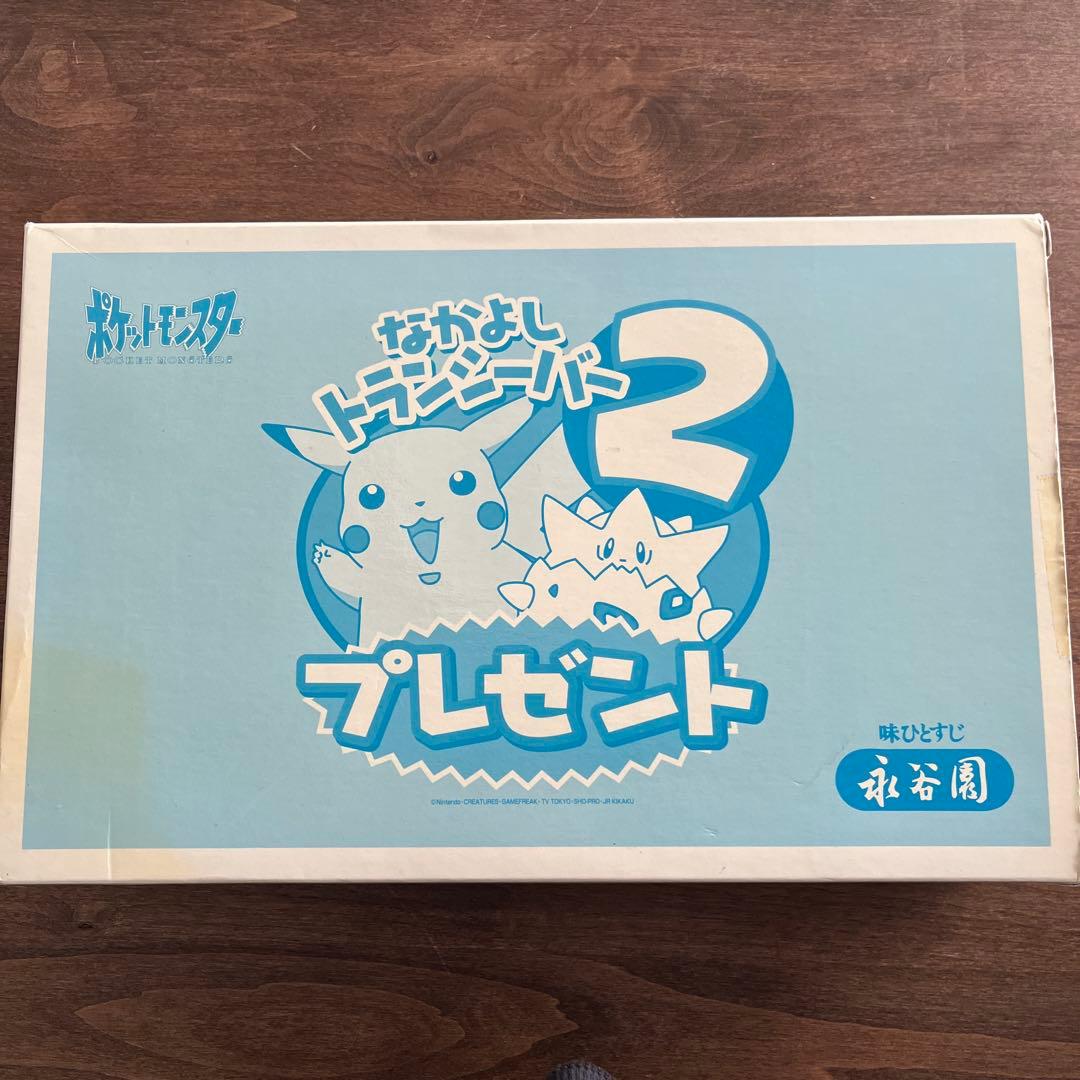 ポケットモンスター
POCKET MONSTERS
なかよし
トランシーバー
2
プレゼント
味ひとすじ
永谷園
©Nintendo・CREATURES・GAMEFREAK・TV TOKYO・SHO-PRO・JR KIKAKU